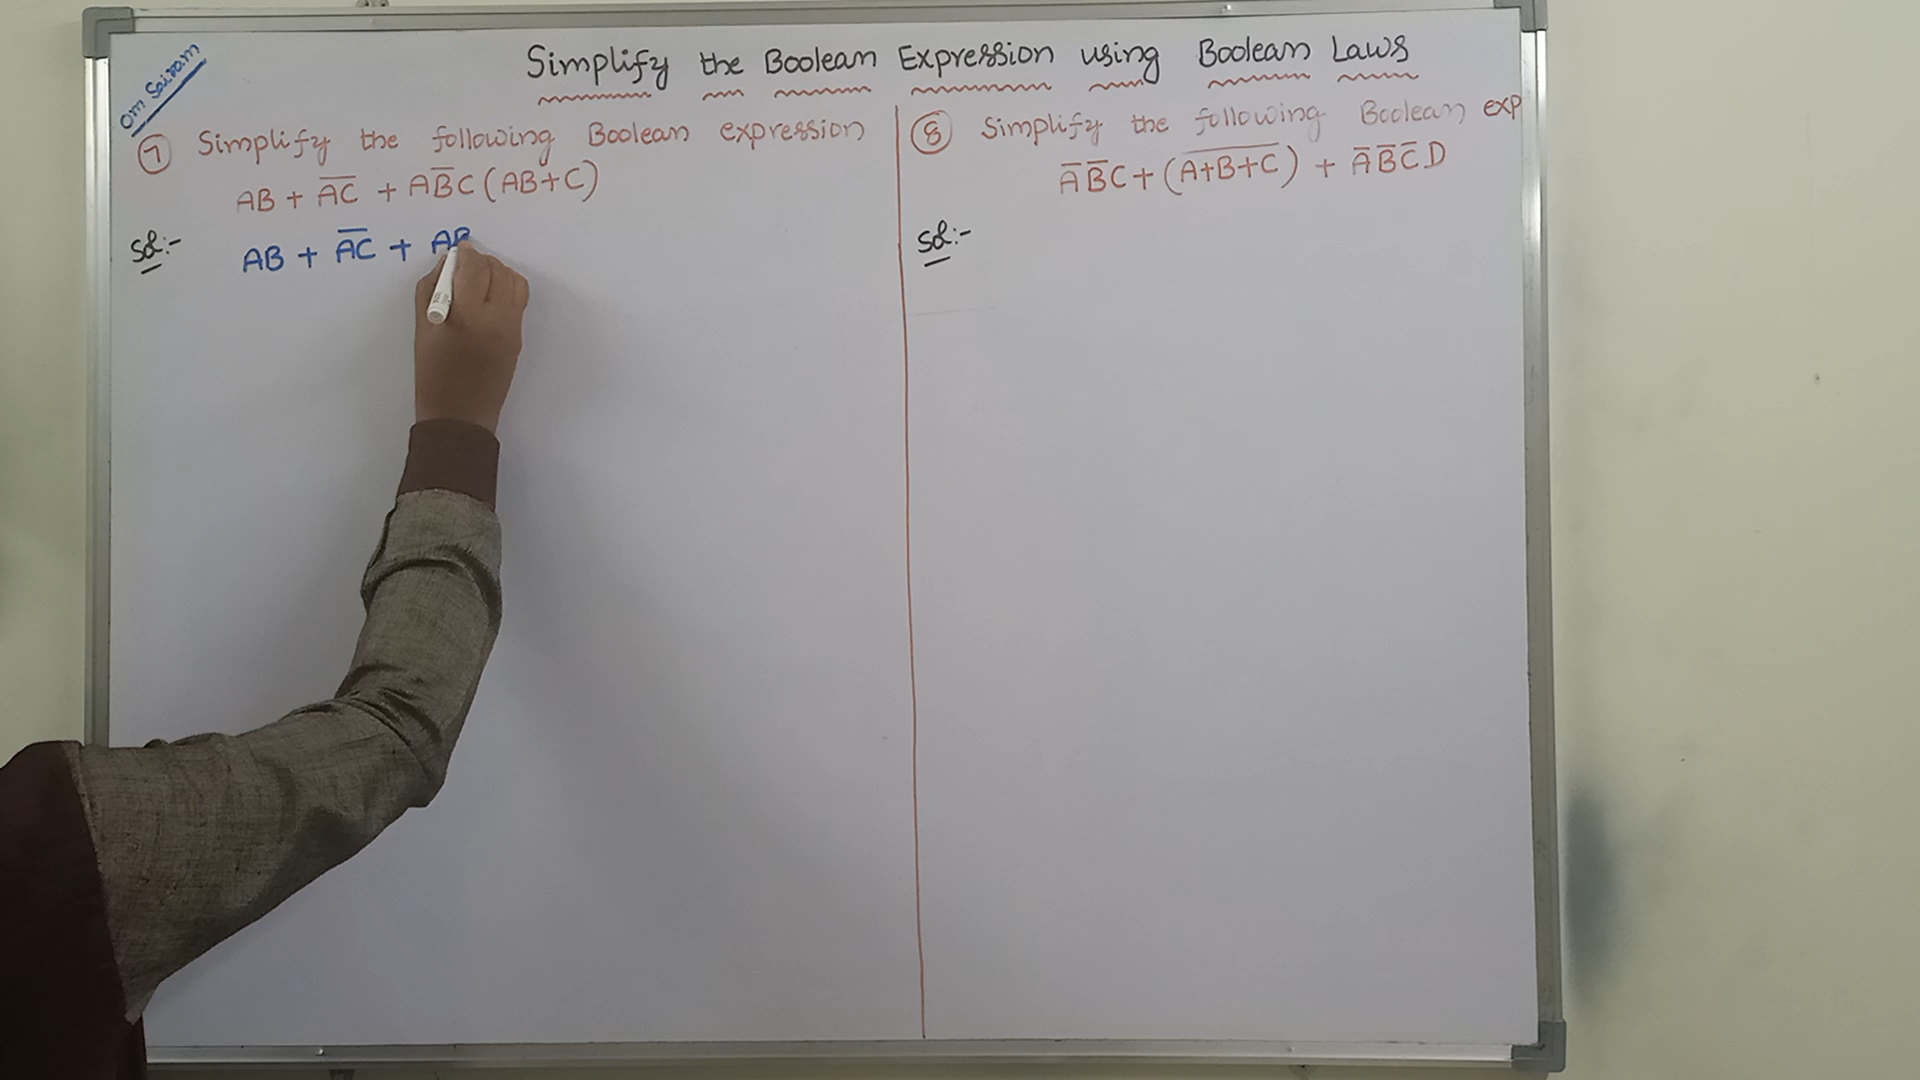 Om Sairam
Simplify the Boolean Expression using Boolean Laws
⑦ Simplify the following Boolean expression
AB + A̅C̅ + AB̅C (AB+C)
Sol:-
AB + A̅C̅ + AB
⑧ Simplify the following Boolean exp
A̅B̅C + (A̅+̅B̅+̅C̅) + A̅B̅C̅D
Sol:-